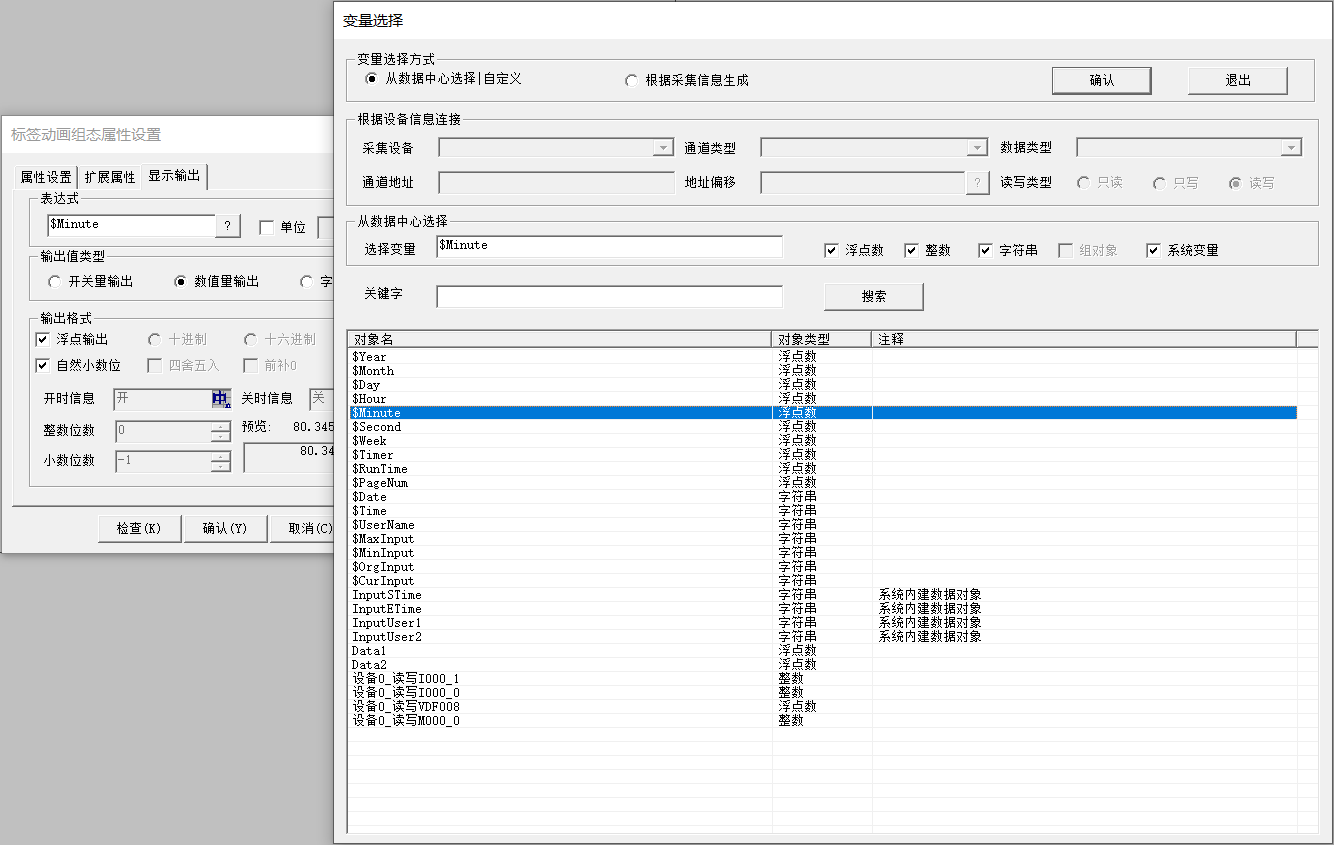 变量选择
变量选择方式
从数据中心选择|自定义
根据采集信息生成
确认
退出
根据设备信息连接
采集设备
通道类型
数据类型
通道地址
地址偏移
?
读写类型
只读
只写
读写
从数据中心选择
选择变量
$Minute
浮点数
整数
字符串
组对象
系统变量
关键字
搜索
对象名 对象类型 注释
$Year 浮点数
$Month 浮点数
$Day 浮点数
$Hour 浮点数
$Minute 浮点数
$Second 浮点数
$Week 浮点数
$Timer 浮点数
$RunTime 浮点数
$PageNum 浮点数
$Date 字符串
$Time 字符串
$UserName 字符串
$MaxInput 字符串
$MinInput 字符串
$OrgInput 字符串
$CurInput 字符串
InputSTime 字符串 系统内建数据对象
InputETime 字符串 系统内建数据对象
InputUser1 字符串 系统内建数据对象
InputUser2 字符串 系统内建数据对象
Data1 浮点数
Data2 浮点数
设备0_读写I000_1 整数
设备0_读写I000_0 整数
设备0_读写VDF008 浮点数
设备0_读写M000_0 整数
标签动画组态属性设置
属性设置
扩展属性
显示输出
表达式
$Minute
?
单位
输出值类型
开关量输出
数值量输出
字
输出格式
浮点输出
十进制
十六进制
自然小数位
四舍五入
前补0
开时信息
开
中
关时信息
关
整数位数
0
预览:
80.345
小数位数
-1
80.34
检查(K)
确认(Y)
取消(C)